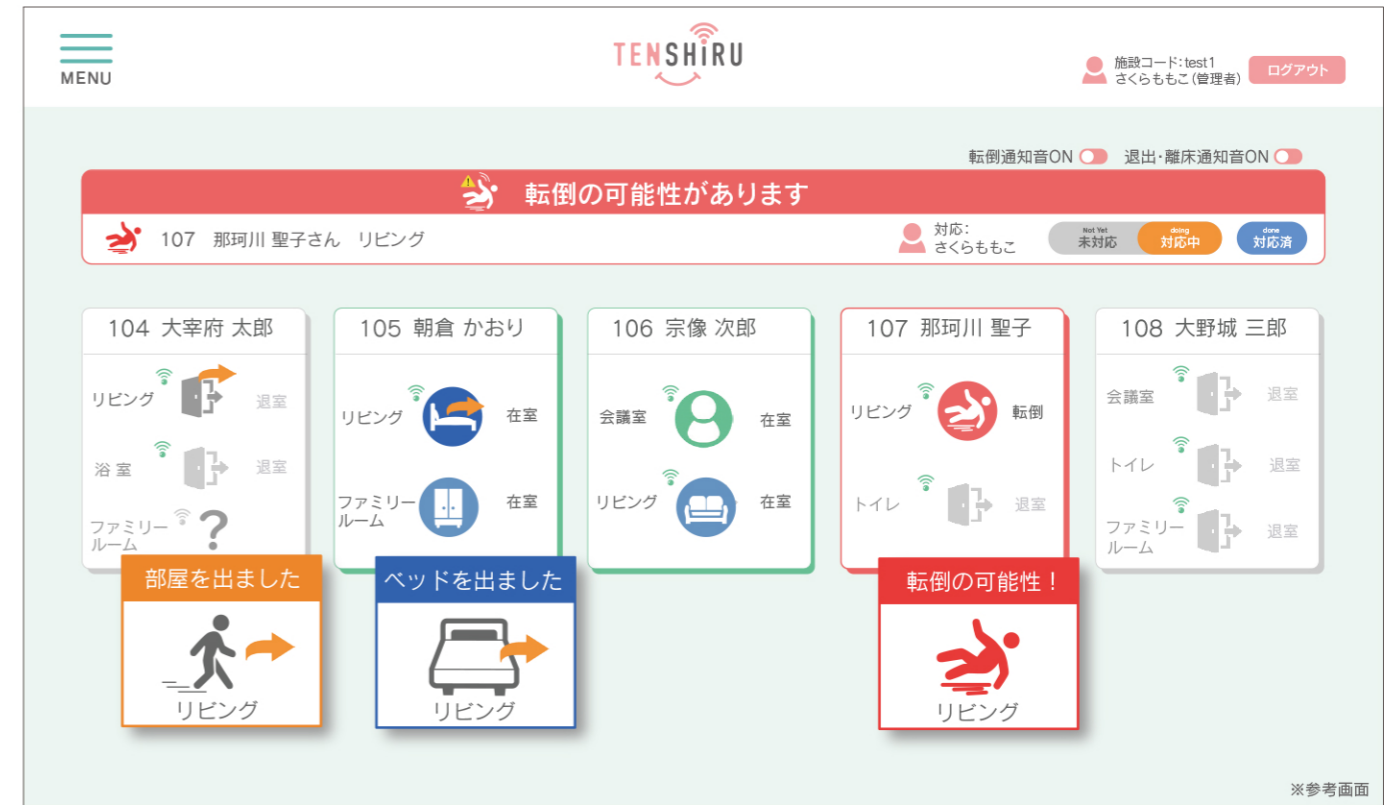 MENU
TENSHIRU
施設コード:test1
さくらももこ(管理者)
ログアウト
転倒通知音ON
退出・離床通知音ON
転倒の可能性があります
107 那珂川 聖子さん リビング
対応:
さくらももこ
Not Yet
未対応
doing
対応中
done
対応済
104 大宰府 太郎
リビング
退室
浴室
退室
ファミリー
ルーム
?
部屋を出ました
リビング
105 朝倉 かおり
リビング
在室
ファミリー
ルーム
在室
ベッドを出ました
リビング
106 宗像 次郎
会議室
在室
リビング
在室
107 那珂川 聖子
リビング
転倒
トイレ
退室
転倒の可能性!
リビング
108 大野城 三郎
会議室
退室
トイレ
退室
ファミリー
ルーム
退室
※参考画面